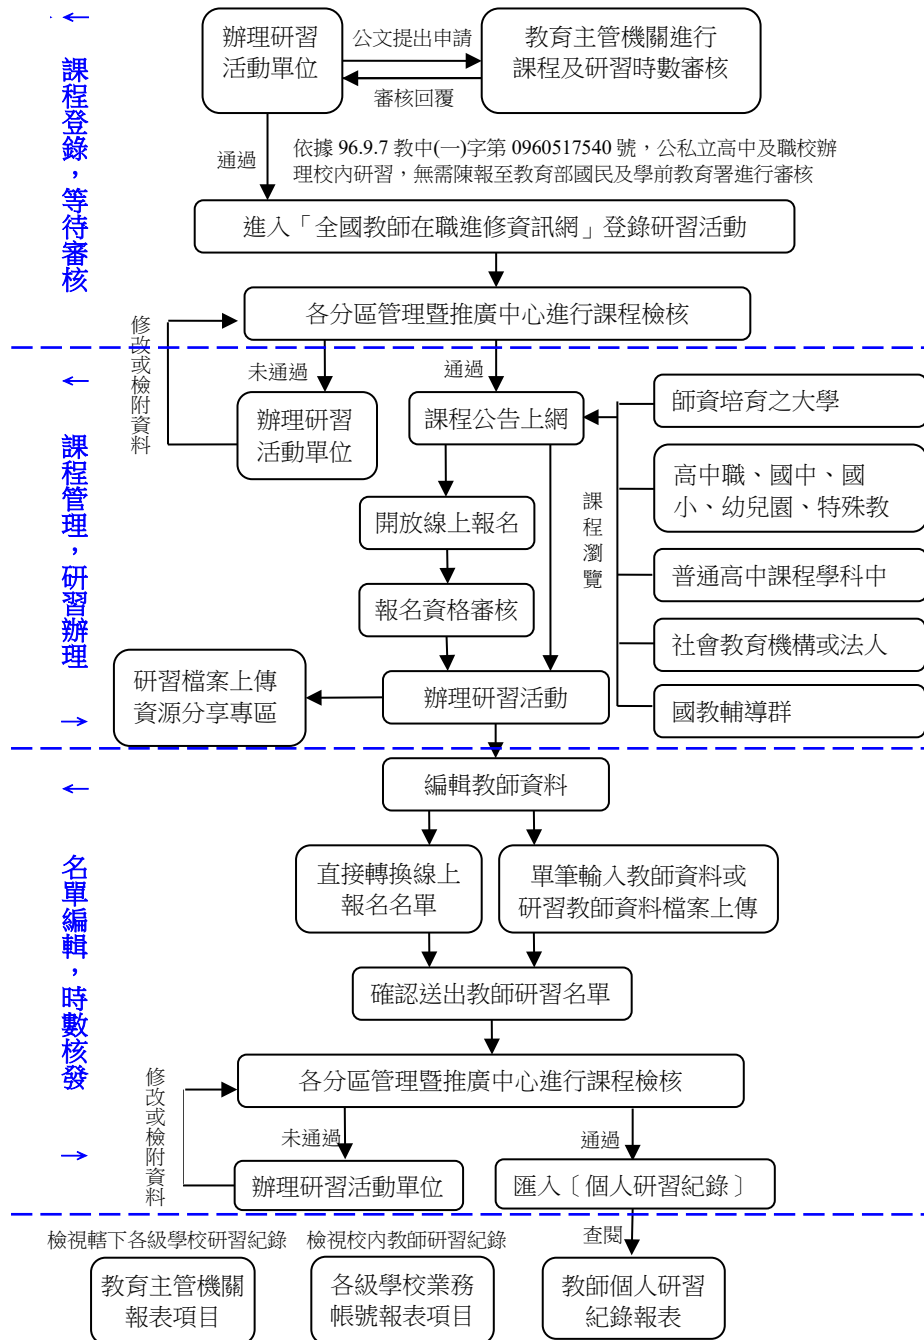 ←
課程登錄，等待審核
辦理研習
活動單位
公文提出申請
審核回覆
教育主管機關進行
課程及研習時數審核
通過
依據 96.9.7 教中(一)字第 0960517540 號，公私立高中及職校辦
理校內研習，無需陳報至教育部國民及學前教育署進行審核
進入「全國教師在職進修資訊網」登錄研習活動
各分區管理暨推廣中心進行課程檢核
修改或檢附資料
←
課程管理，研習辦理
→
未通過
通過
辦理研習
活動單位
課程公告上網
開放線上報名
報名資格審核
課程瀏覽
師資培育之大學
高中職、國中、國
小、幼兒園、特殊教
普通高中課程學科中
社會教育機構或法人
國教輔導群
研習檔案上傳
資源分享專區
辦理研習活動
←
名單編輯，時數核發
→
編輯教師資料
直接轉換線上
報名名單
單筆輸入教師資料或
研習教師資料檔案上傳
確認送出教師研習名單
各分區管理暨推廣中心進行課程檢核
修改或檢附資料
未通過
通過
辦理研習活動單位
匯入〔個人研習紀錄〕
檢視轄下各級學校研習紀錄
檢視校內教師研習紀錄
查閱
教育主管機關
報表項目
各級學校業務
帳號報表項目
教師個人研習
紀錄報表